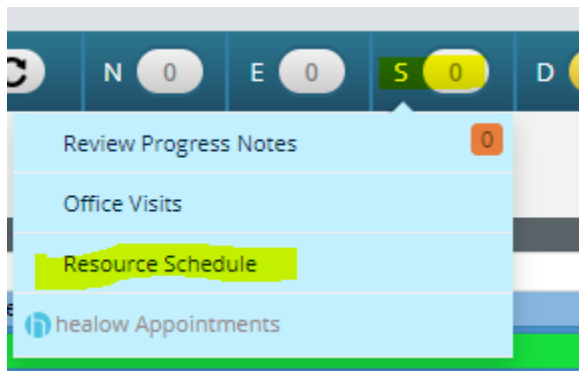 N 0 E 0 S 0 D
Review Progress Notes 0
Office Visits
Resource Schedule
healow Appointments